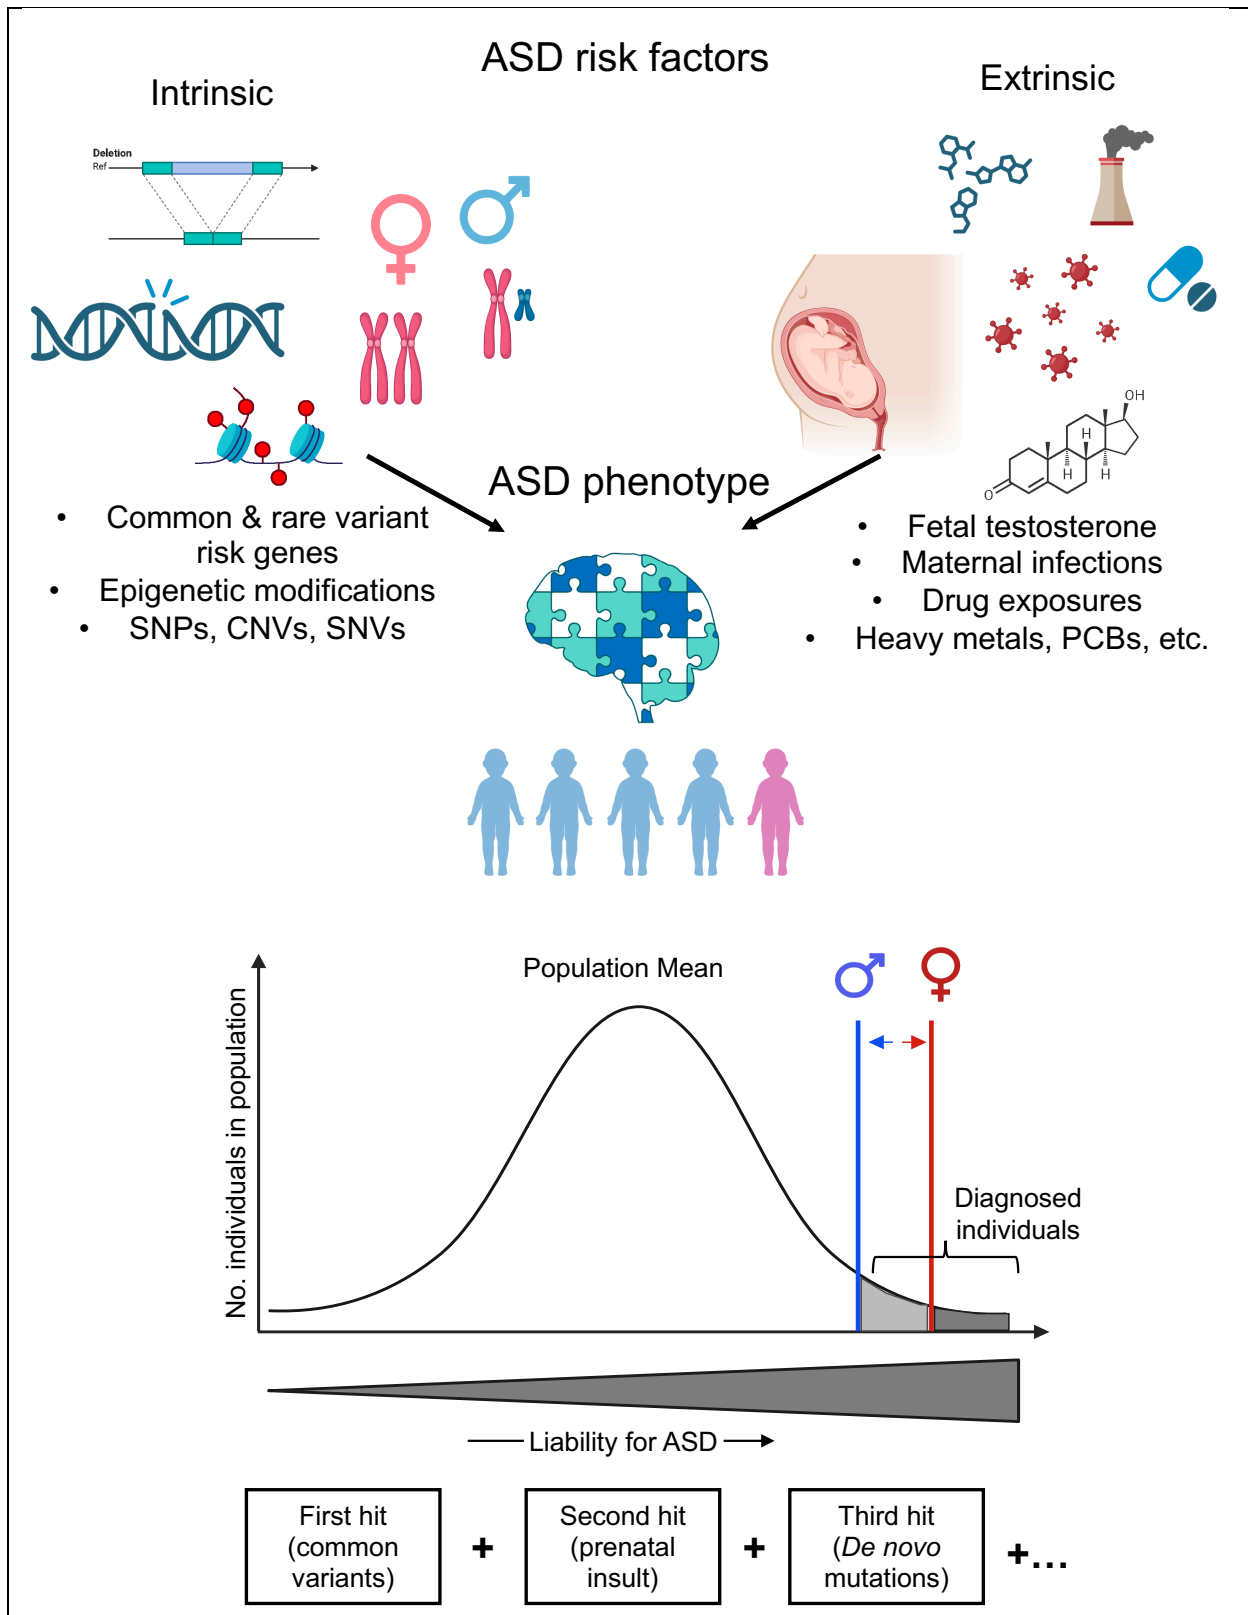 ASD risk factors
Intrinsic
Extrinsic
Deletion
Ref
OH
H
H
H
O
ASD phenotype
• Common & rare variant
risk genes
• Epigenetic modifications
• SNPs, CNVs, SNVs
• Fetal testosterone
• Maternal infections
• Drug exposures
• Heavy metals, PCBs, etc.
Population Mean
No. individuals in population
Diagnosed
individuals
Liability for ASD
First hit
(common
variants)
+
Second hit
(prenatal
insult)
+
Third hit
(De novo
mutations)
+...